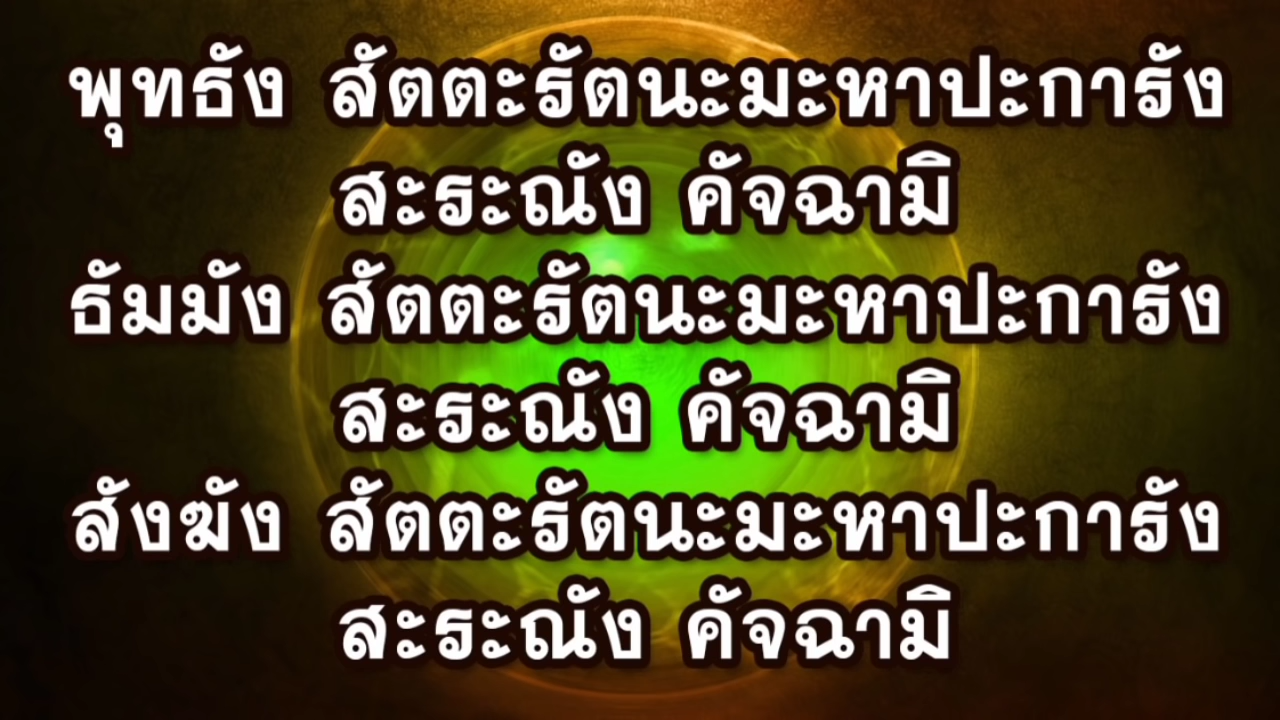 พุทธัง สัตตะรัตนะมะหาปะการัง
สะระณัง คัจฉามิ
ธัมมัง สัตตะรัตนะมะหาปะการัง
สะระณัง คัจฉามิ
สังฆัง สัตตะรัตนะมะหาปะการัง
สะระณัง คัจฉามิ